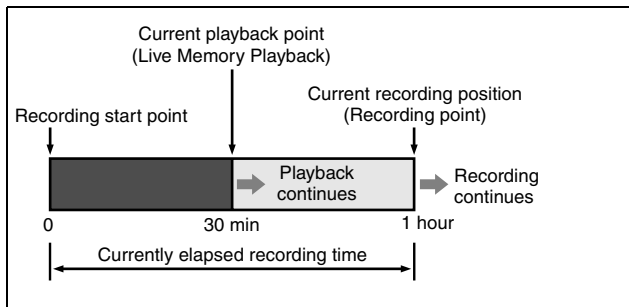 Current playback point
(Live Memory Playback)
Current recording position
(Recording point)
Recording start point
Playback
continues
Recording
continues
0
30 min
1 hour
Currently elapsed recording time